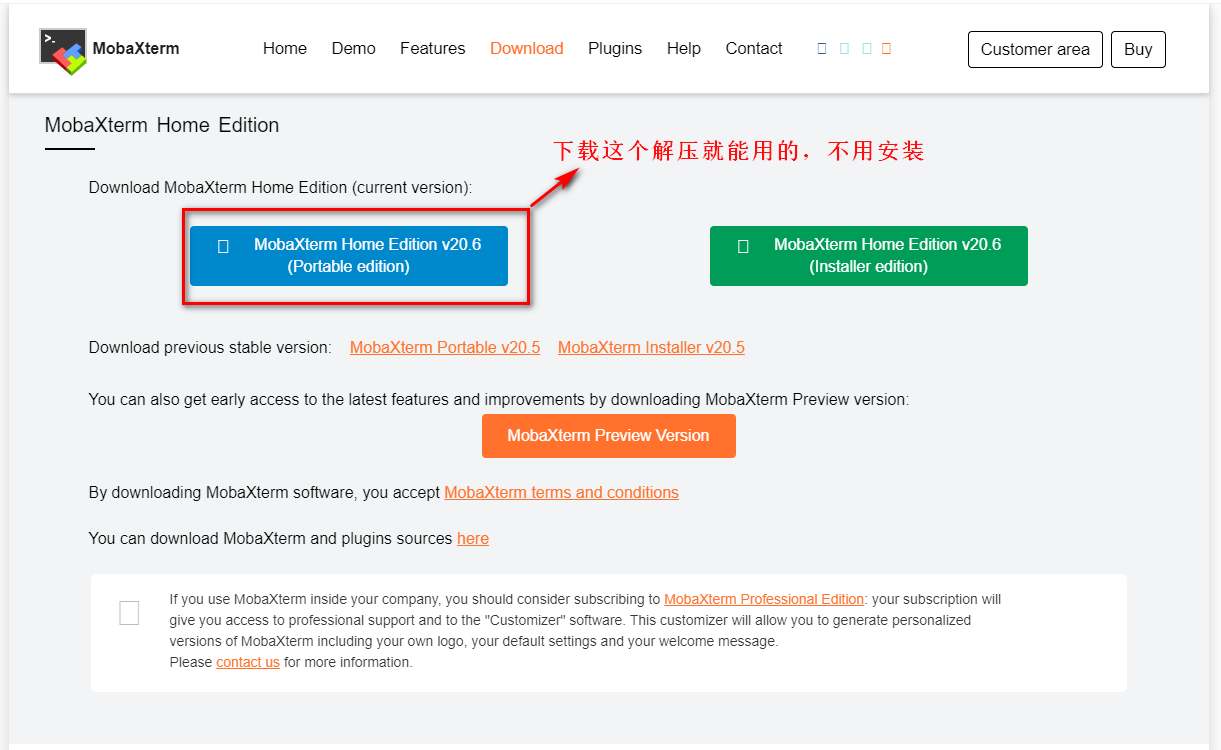 MobaXterm
Home Demo Features Download Plugins Help Contact
Customer area
Buy
MobaXterm Home Edition
下载这个解压就能用的，不用安装
Download MobaXterm Home Edition (current version):
MobaXterm Home Edition v20.6
(Portable edition)
MobaXterm Home Edition v20.6
(Installer edition)
Download previous stable version: MobaXterm Portable v20.5 MobaXterm Installer v20.5
You can also get early access to the latest features and improvements by downloading MobaXterm Preview version:
MobaXterm Preview Version
By downloading MobaXterm software, you accept MobaXterm terms and conditions
You can download MobaXterm and plugins sources here
If you use MobaXterm inside your company, you should consider subscribing to MobaXterm Professional Edition: your subscription will
give you access to professional support and to the "Customizer" software. This customizer will allow you to generate personalized
versions of MobaXterm including your own logo, your default settings and your welcome message.
Please contact us for more information.